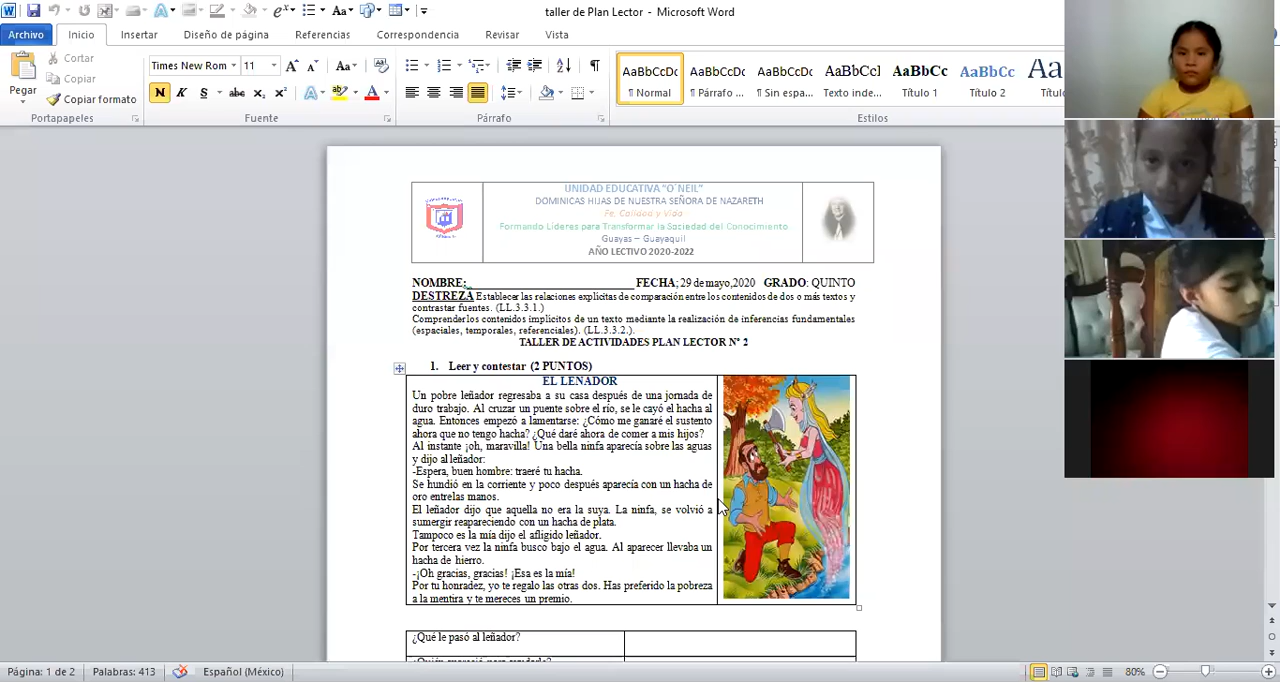 taller de Plan Lector - Microsoft Word
Archivo Inicio Insertar Diseño de página Referencias Correspondencia Revisar Vista
Pegar
Cortar
Copiar
Copiar formato
Portapapeles
Times New Rom 11
Fuente
Párrafo
AaBbCcDc AaBbCcDc AaBbCcDc AaBbCcI AaBbCc AaBbCc
Normal Párrafo ... Sin espa... Texto inde... Título 1 Título 2
Estilos
UNIDAD EDUCATIVA “O´NEIL”
DOMINICAS HIJAS DE NUESTRA SEÑORA DE NAZARETH
Fe, Calidad y Vida
Formando Líderes para Transformar la Sociedad del Conocimiento
Guayas – Guayaquil
AÑO LECTIVO 2020-2022
NOMBRE: FECHA; 29 de mayo,2020 GRADO: QUINTO
DESTREZA Establecer las relaciones explícitas de comparación entre los contenidos de dos o más textos y
contrastar fuentes. (LL.3.3.1.)
Comprender los contenidos implícitos de un texto mediante la realización de inferencias fundamentales
(espaciales, temporales, referenciales). (LL.3.3.2.).
TALLER DE ACTIVIDADES PLAN LECTOR Nº 2
1. Leer y contestar (2 PUNTOS)
EL LEÑADOR
Un pobre leñador regresaba a su casa después de una jornada de
duro trabajo. Al cruzar un puente sobre el río, se le cayó el hacha al
agua. Entonces empezó a lamentarse: ¿Cómo me ganaré el sustento
ahora que no tengo hacha? ¿Qué daré ahora de comer a mis hijos?
Al instante ¡oh, maravilla! Una bella ninfa aparecía sobre las aguas
y dijo al leñador:
-Espera, buen hombre: traeré tu hacha.
Se hundió en la corriente y poco después aparecía con un hacha de
oro entrelas manos.
El leñador dijo que aquella no era la suya. La ninfa, se volvió a
sumergir reapareciendo con un hacha de plata.
Tampoco es la mía dijo el afligido leñador.
Por tercera vez la ninfa busco bajo el agua. Al aparecer llevaba un
hacha de hierro.
-¡Oh gracias, gracias! ¡Esa es la mía!
Por tu honradez, yo te regalo las otras dos. Has preferido la pobreza
a la mentira y te mereces un premio.
¿Qué le pasó al leñador?
Página: 1 de 2 Palabras: 413 Español (México) 80%